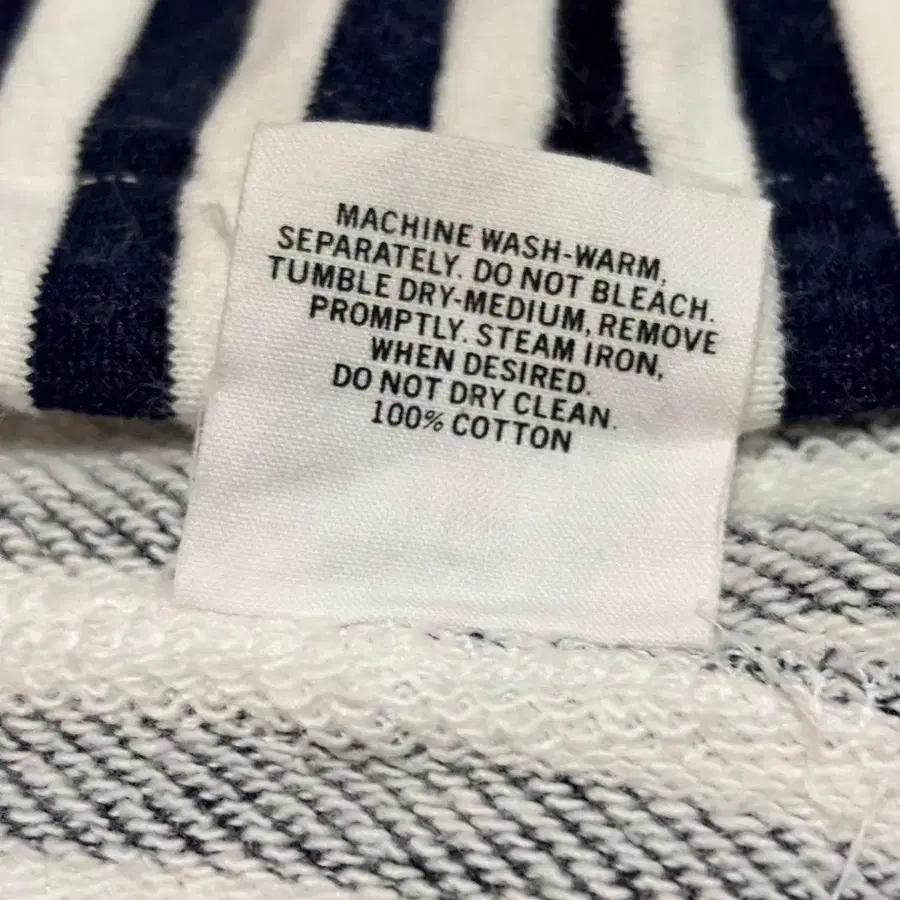 MACHINE WASH-WARM,
SEPARATELY. DO NOT BLEACH.
TUMBLE DRY-MEDIUM, REMOVE
PROMPTLY. STEAM IRON,
WHEN DESIRED.
DO NOT DRY CLEAN.
100% COTTON